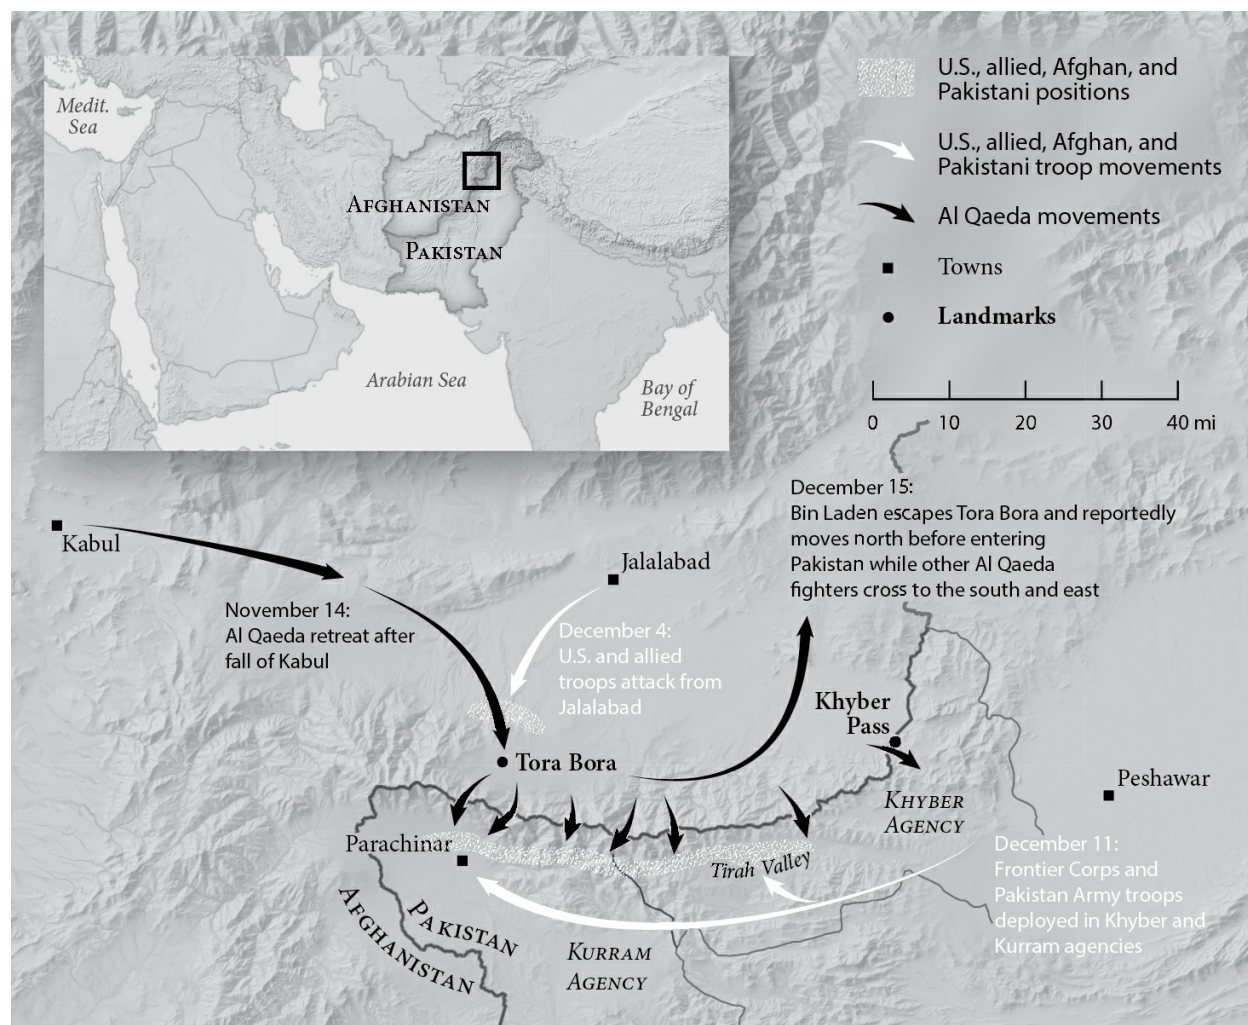 Medit.
Sea
AFGHANISTAN
PAKISTAN
Arabian Sea
Bay of
Bengal
U.S., allied, Afghan, and
Pakistani positions
U.S., allied, Afghan, and
Pakistani troop movements
Al Qaeda movements
Towns
Landmarks
0 10 20 30 40 mi
December 15:
Bin Laden escapes Tora Bora and reportedly
moves north before entering
Pakistan while other Al Qaeda
fighters cross to the south and east
Kabul
Jalalabad
November 14:
Al Qaeda retreat after
fall of Kabul
December 4:
U.S. and allied
troops attack from
Jalalabad
Khyber
Pass
Tora Bora
Peshawar
KHYBER
AGENCY
Parachinar
Tirah Valley
December 11:
Frontier Corps and
Pakistan Army troops
deployed in Khyber and
Kurram agencies
PAKISTAN
AFGHANISTAN
KURRAM
AGENCY